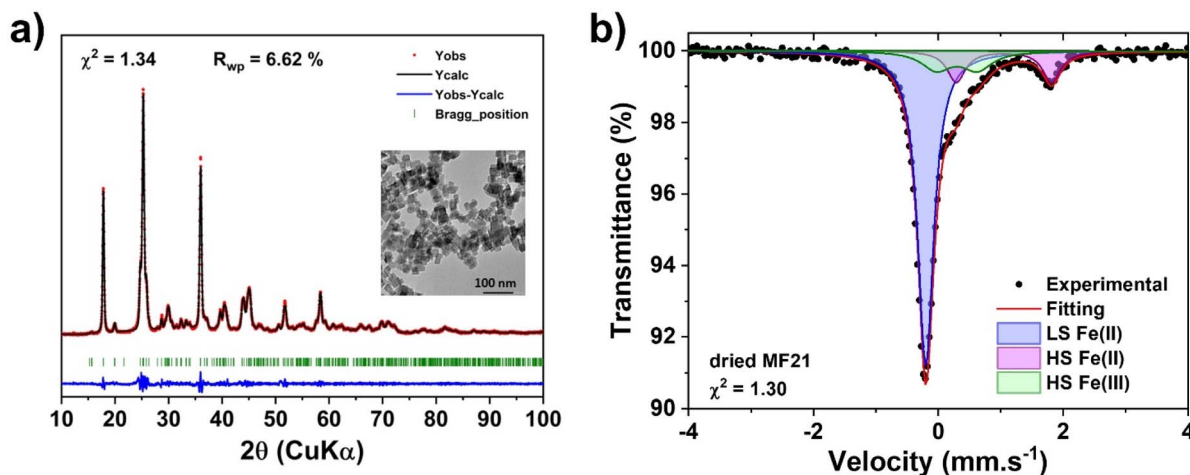 a)
χ² = 1.34 R_wp = 6.62 %
Yobs
Ycalc
Yobs-Ycalc
Bragg_position
100 nm
10 20 30 40 50 60 70 80 90 100
2θ (CuKα)
b)
100
98
96
94
92
90
Transmittance (%)
Experimental
Fitting
LS Fe(II)
HS Fe(II)
HS Fe(III)
dried MF21
χ² = 1.30
-4 -2 0 2 4
Velocity (mm.s⁻¹)